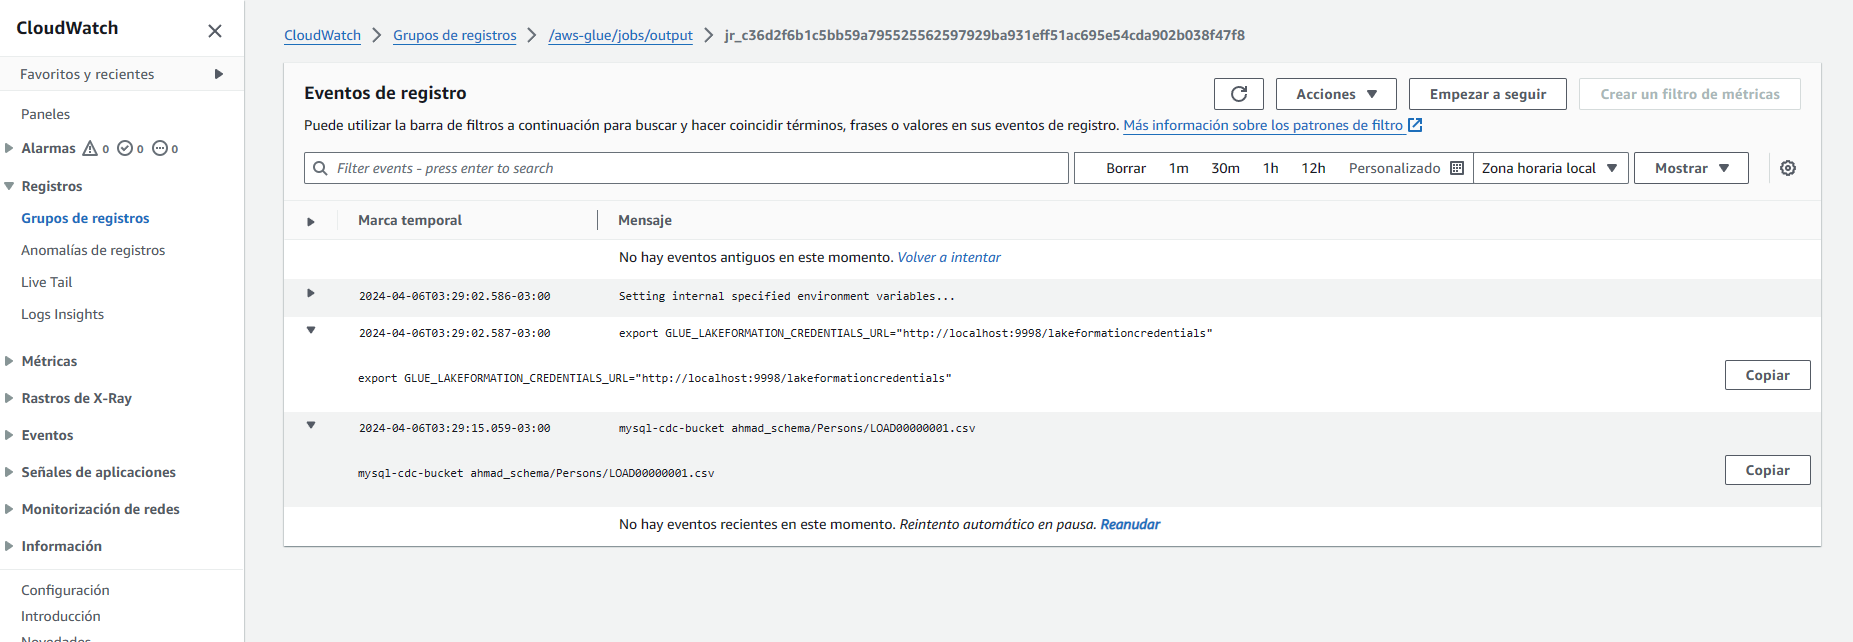 CloudWatch
Favoritos y recientes
Paneles
Alarmas 0 0 0
Registros
Grupos de registros
Anomalías de registros
Live Tail
Logs Insights
Métricas
Rastros de X-Ray
Eventos
Señales de aplicaciones
Monitorización de redes
Información
Configuración
Introducción
Novedades
CloudWatch Grupos de registros /aws-glue/jobs/output jr_c36d2f6b1c5bb59a795525562597929ba931eff51ac695e54cda902b038f47f8
Eventos de registro
Acciones Empezar a seguir Crear un filtro de métricas
Puede utilizar la barra de filtros a continuación para buscar y hacer coincidir términos, frases o valores en sus eventos de registro. Más información sobre los patrones de filtro
Filter events - press enter to search
Borrar 1m 30m 1h 12h Personalizado Zona horaria local Mostrar
Marca temporal Mensaje
No hay eventos antiguos en este momento. Volver a intentar
2024-04-06T03:29:02.586-03:00 Setting internal specified environment variables...
2024-04-06T03:29:02.587-03:00 export GLUE_LAKEFORMATION_CREDENTIALS_URL="http://localhost:9998/lakeformationcredentials"
export GLUE_LAKEFORMATION_CREDENTIALS_URL="http://localhost:9998/lakeformationcredentials"
Copiar
2024-04-06T03:29:15.059-03:00 mysql-cdc-bucket ahmad_schema/Persons/LOAD00000001.csv
mysql-cdc-bucket ahmad_schema/Persons/LOAD00000001.csv
Copiar
No hay eventos recientes en este momento. Reintento automático en pausa. Reanudar